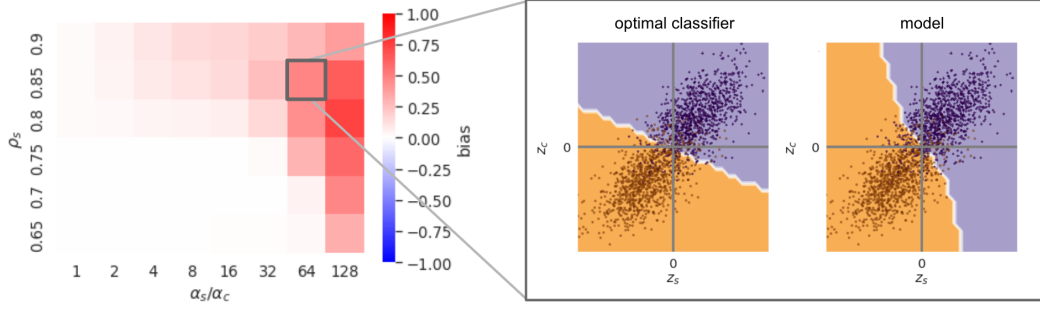 ρs
0.9
0.85
0.8
0.75
0.7
0.65
1 2 4 8 16 32 64 128
αs/αc
1.00
0.75
0.50
0.25
0.00
−0.25
−0.50
−0.75
−1.00
bias
optimal classifier
zc
0
0
zs
model
zc
0
0
zs